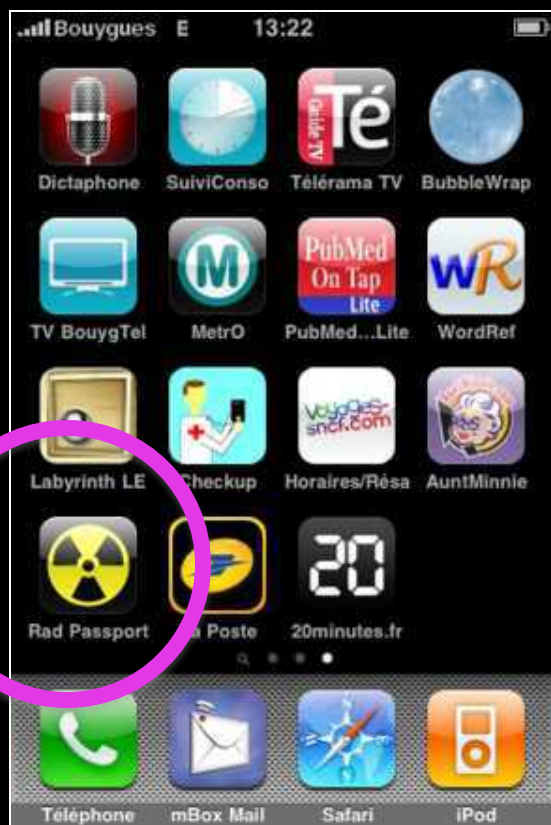 Bouygues E 13:22
Guide TV Té
Dictaphone SuiviConso Télérama TV BubbleWrap
M PubMed On Tap Lite WR
TV BouygTel MetrO PubMed...Lite WordRef
Voyages-sncf.com
Labyrinth LE Checkup Horaires/Résa AuntMinnie
20
Rad Passport a Poste 20minutes.fr
Téléphone mBox Mail Safari iPod